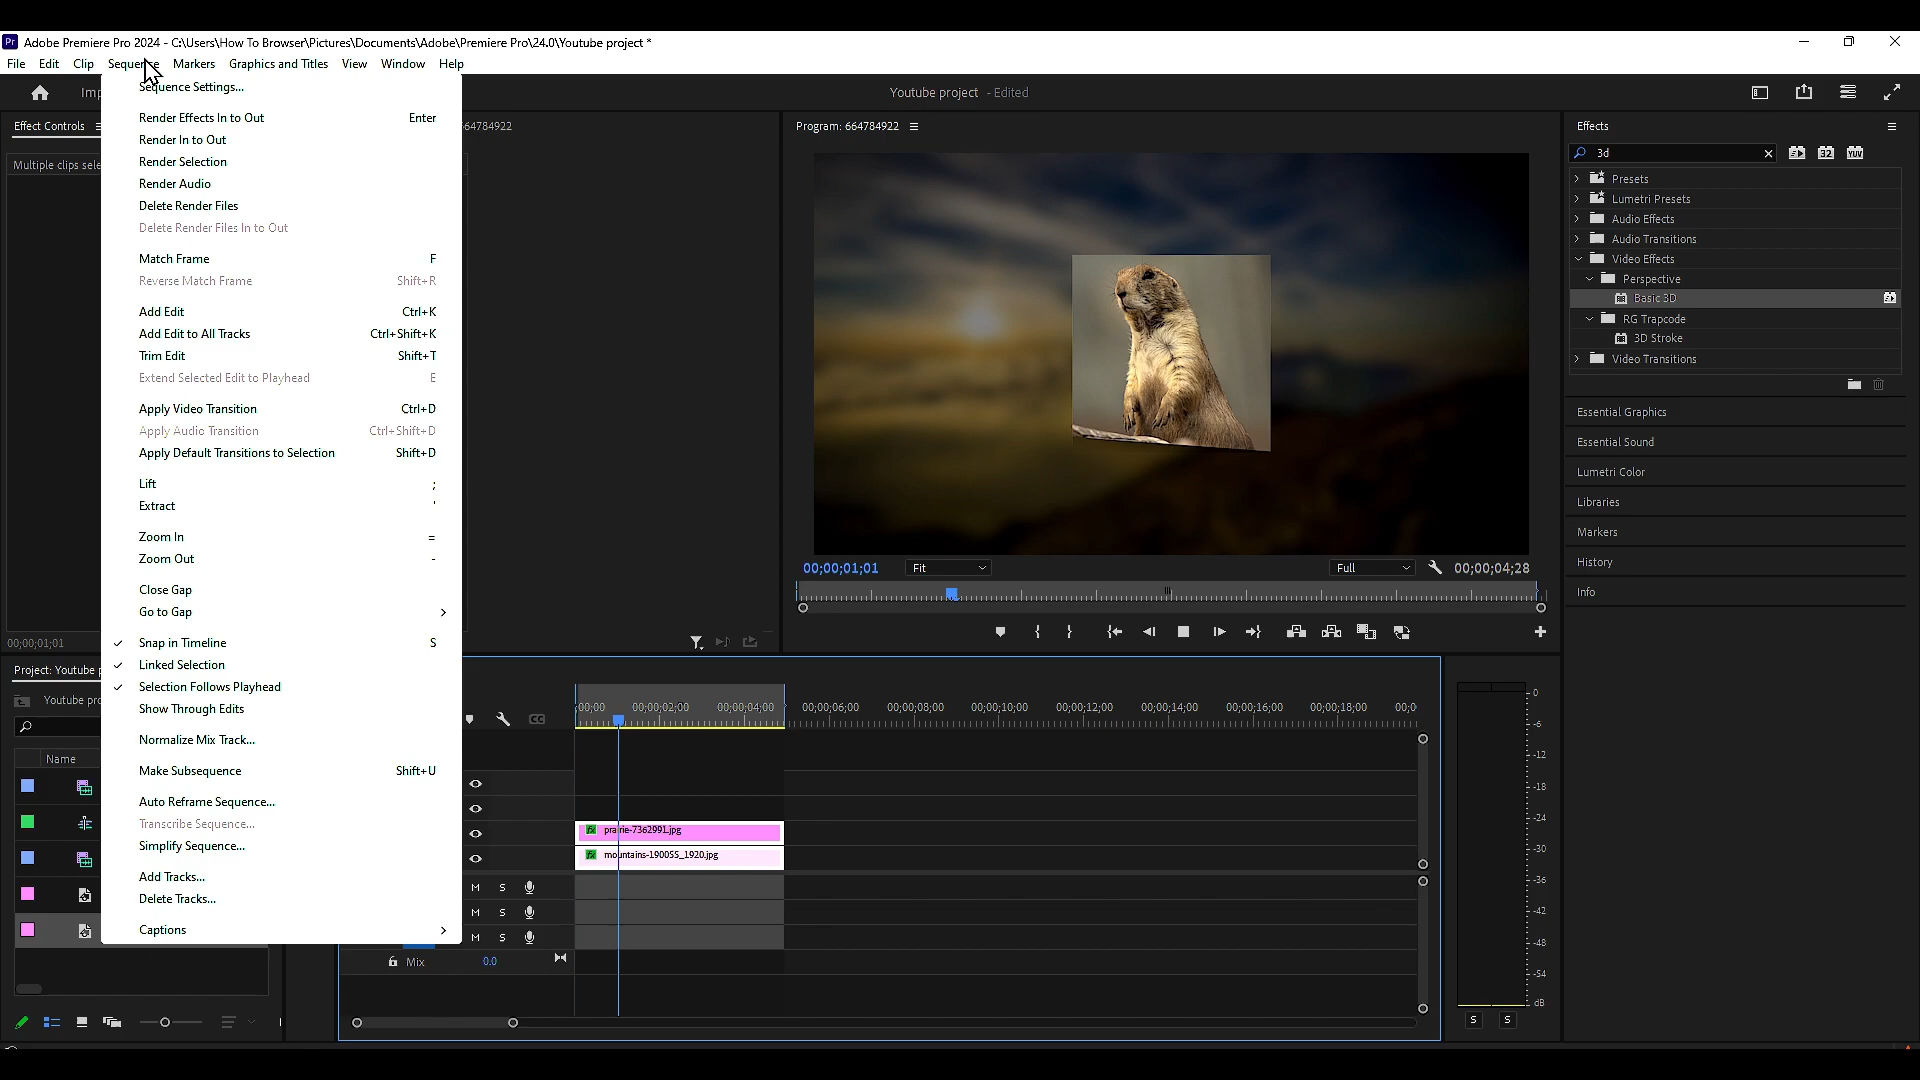 Pr Adobe Premiere Pro 2024 - C:\Users\How To Browser\Pictures\Documents\Adobe\Premiere Pro\24.0\Youtube project *
File Edit Clip Sequence Markers Graphics and Titles View Window Help
Imp
Youtube project - Edited
Sequence Settings...
Render Effects In to Out Enter
Render In to Out
Render Selection
Render Audio
Delete Render Files
Delete Render Files In to Out
Match Frame F
Reverse Match Frame Shift+R
Add Edit Ctrl+K
Add Edit to All Tracks Ctrl+Shift+K
Trim Edit Shift+T
Extend Selected Edit to Playhead E
Apply Video Transition Ctrl+D
Apply Audio Transition Ctrl+Shift+D
Apply Default Transitions to Selection Shift+D
Lift ;
Extract '
Zoom In =
Zoom Out -
Close Gap
Go to Gap
Snap in Timeline S
Linked Selection
Selection Follows Playhead
Show Through Edits
Normalize Mix Track...
Make Subsequence Shift+U
Auto Reframe Sequence...
Transcribe Sequence...
Simplify Sequence...
Add Tracks...
Delete Tracks...
Captions
Effect Controls
664784922
Multiple clips sele
00;00;01;01
Program: 664784922
00;00;01;01 Fit Full 00;00;04;28
Effects
3d
32 YUV
Presets
Lumetri Presets
Audio Effects
Audio Transitions
Video Effects
Perspective
Basic 3D
RG Trapcode
3D Stroke
Video Transitions
Essential Graphics
Essential Sound
Lumetri Color
Libraries
Markers
History
Info
Project: Youtube p
Youtube pro
Name
CC
;00;00 00;00;02;00 00;00;04;00 00;00;06;00 00;00;08;00 00;00;10;00 00;00;12;00 00;00;14;00 00;00;16;00 00;00;18;00 00;0
fx prairie-7362991.jpg
fx mountains-190055_1920.jpg
M S
M S
M S
Mix 0.0
0
-6
-12
-18
-24
-30
-36
-42
-48
-54
dB
S S